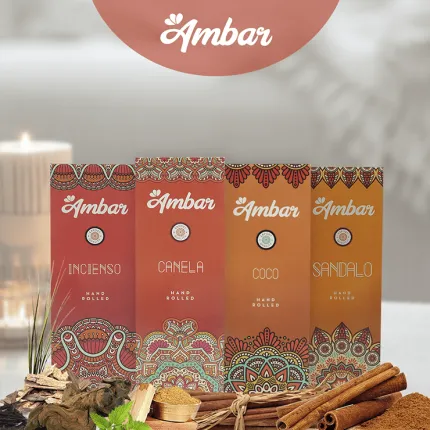 Ambar
Ambar
INCIENSO
HAND
ROLLED
Ambar
CANELA
HAND
ROLLED
Ambar
COCO
HAND
ROLLED
Ambar
SANDALO
HAND
ROLLED